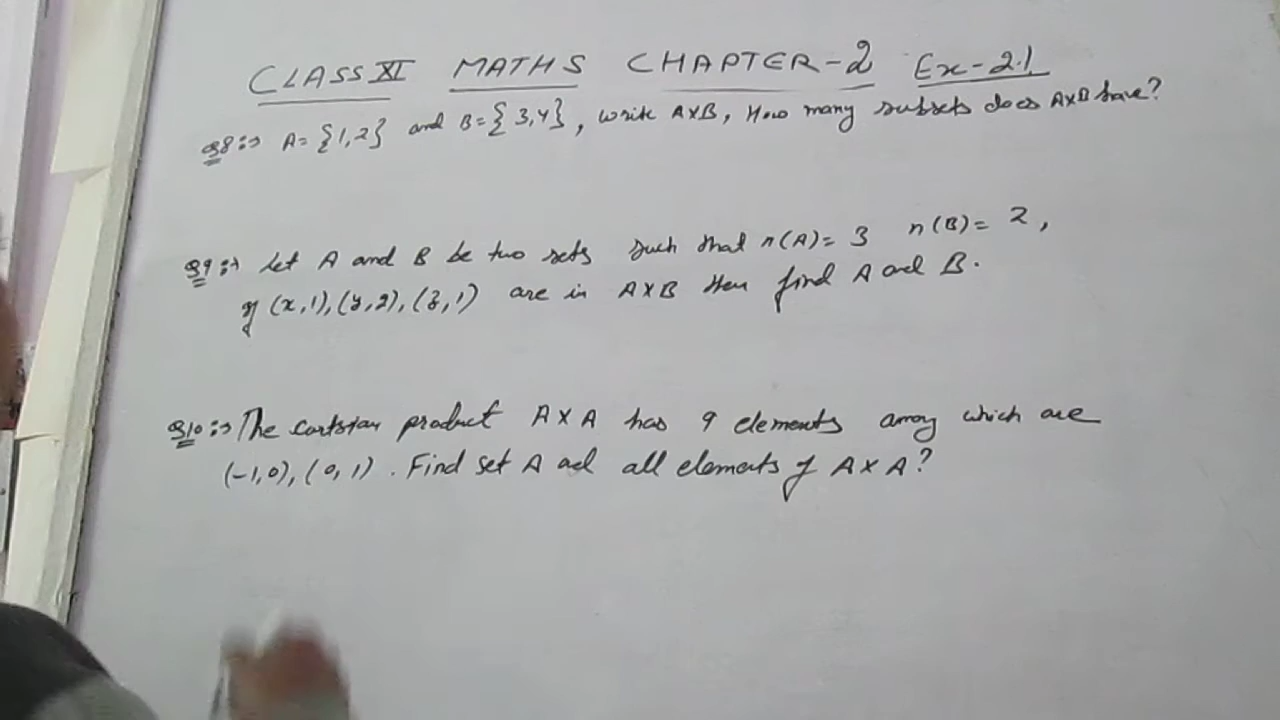 CLASS XI MATHS CHAPTER-2 Ex-2.1
Q8:→ A= {1,2} and B={3,4}, write A×B, How many subsets does A×B have?
Q9:→ Let A and B be two sets such that n(A)= 3 n(B)= 2,
if (x,1),(y,2),(z,1) are in A×B then find A and B.
Q10:→ The cartsian product A×A has 9 elements among which are
(-1,0),(0,1). Find set A and all elements of A×A?